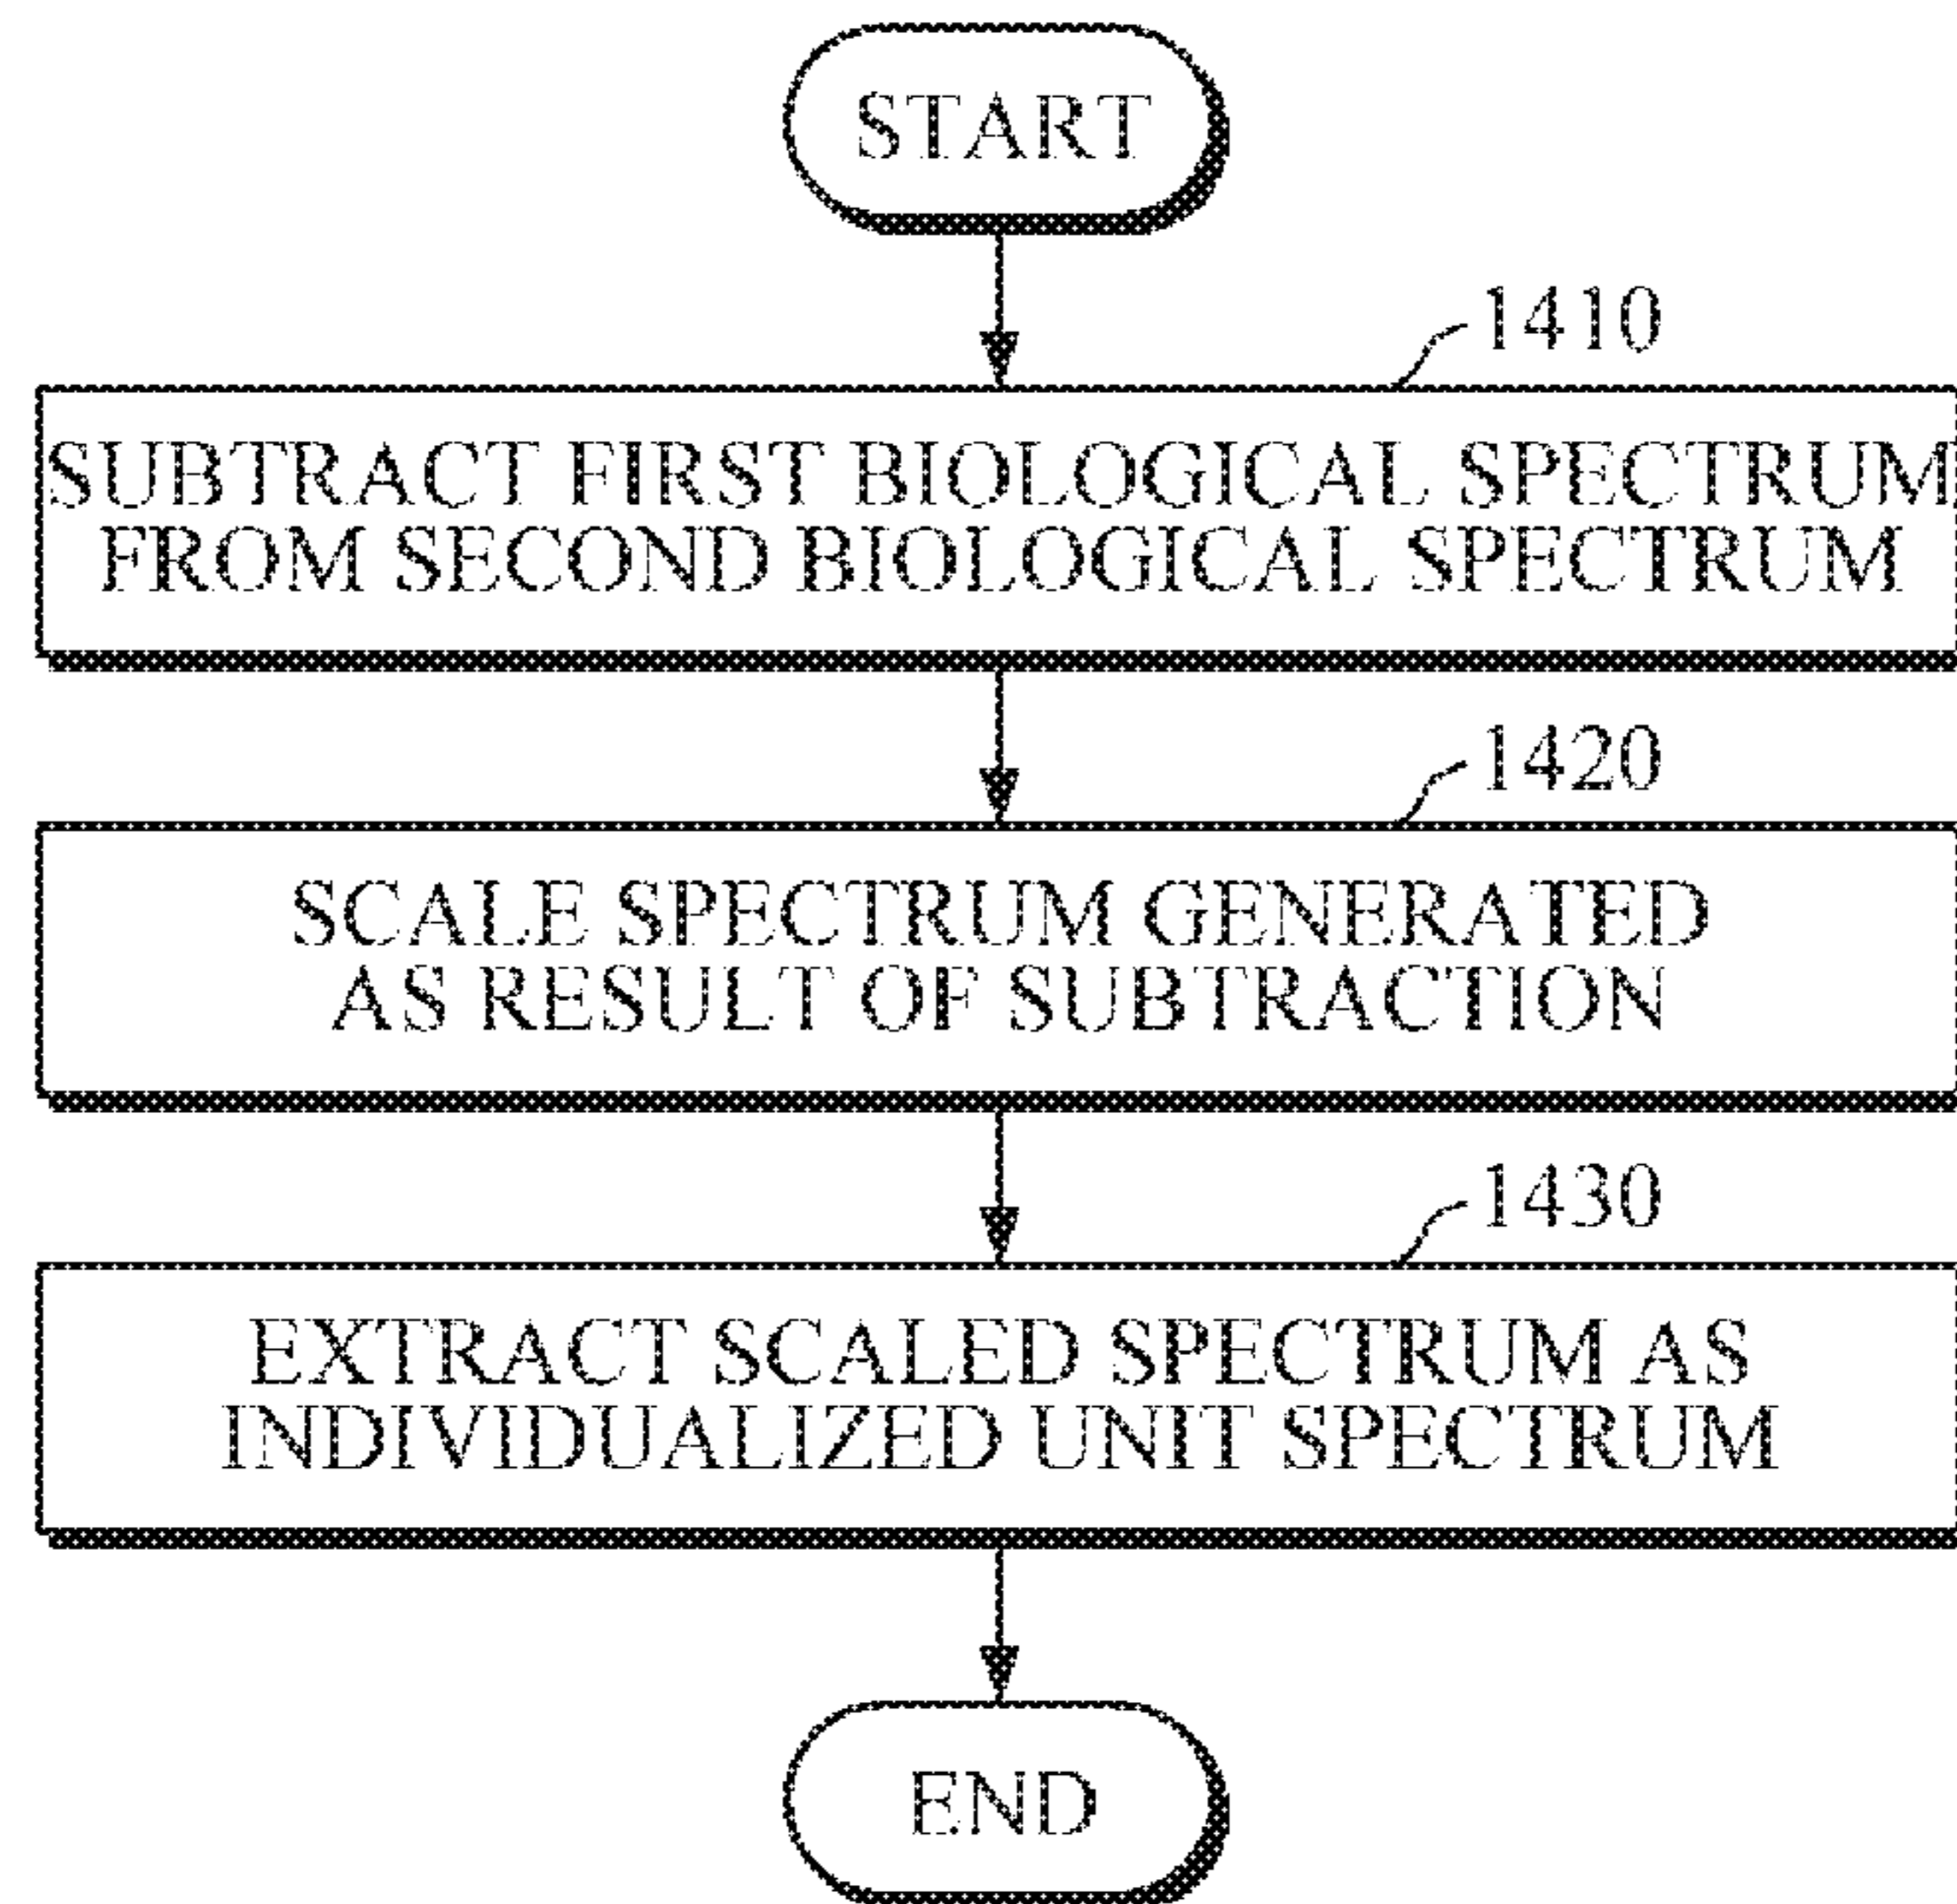 START
1410
SUBTRACT FIRST BIOLOGICAL SPECTRUM
FROM SECOND BIOLOGICAL SPECTRUM
1420
SCALE SPECTRUM GENERATED
AS RESULT OF SUBTRACTION
1430
EXTRACT SCALED SPECTRUM AS
INDIVIDUALIZED UNIT SPECTRUM
END